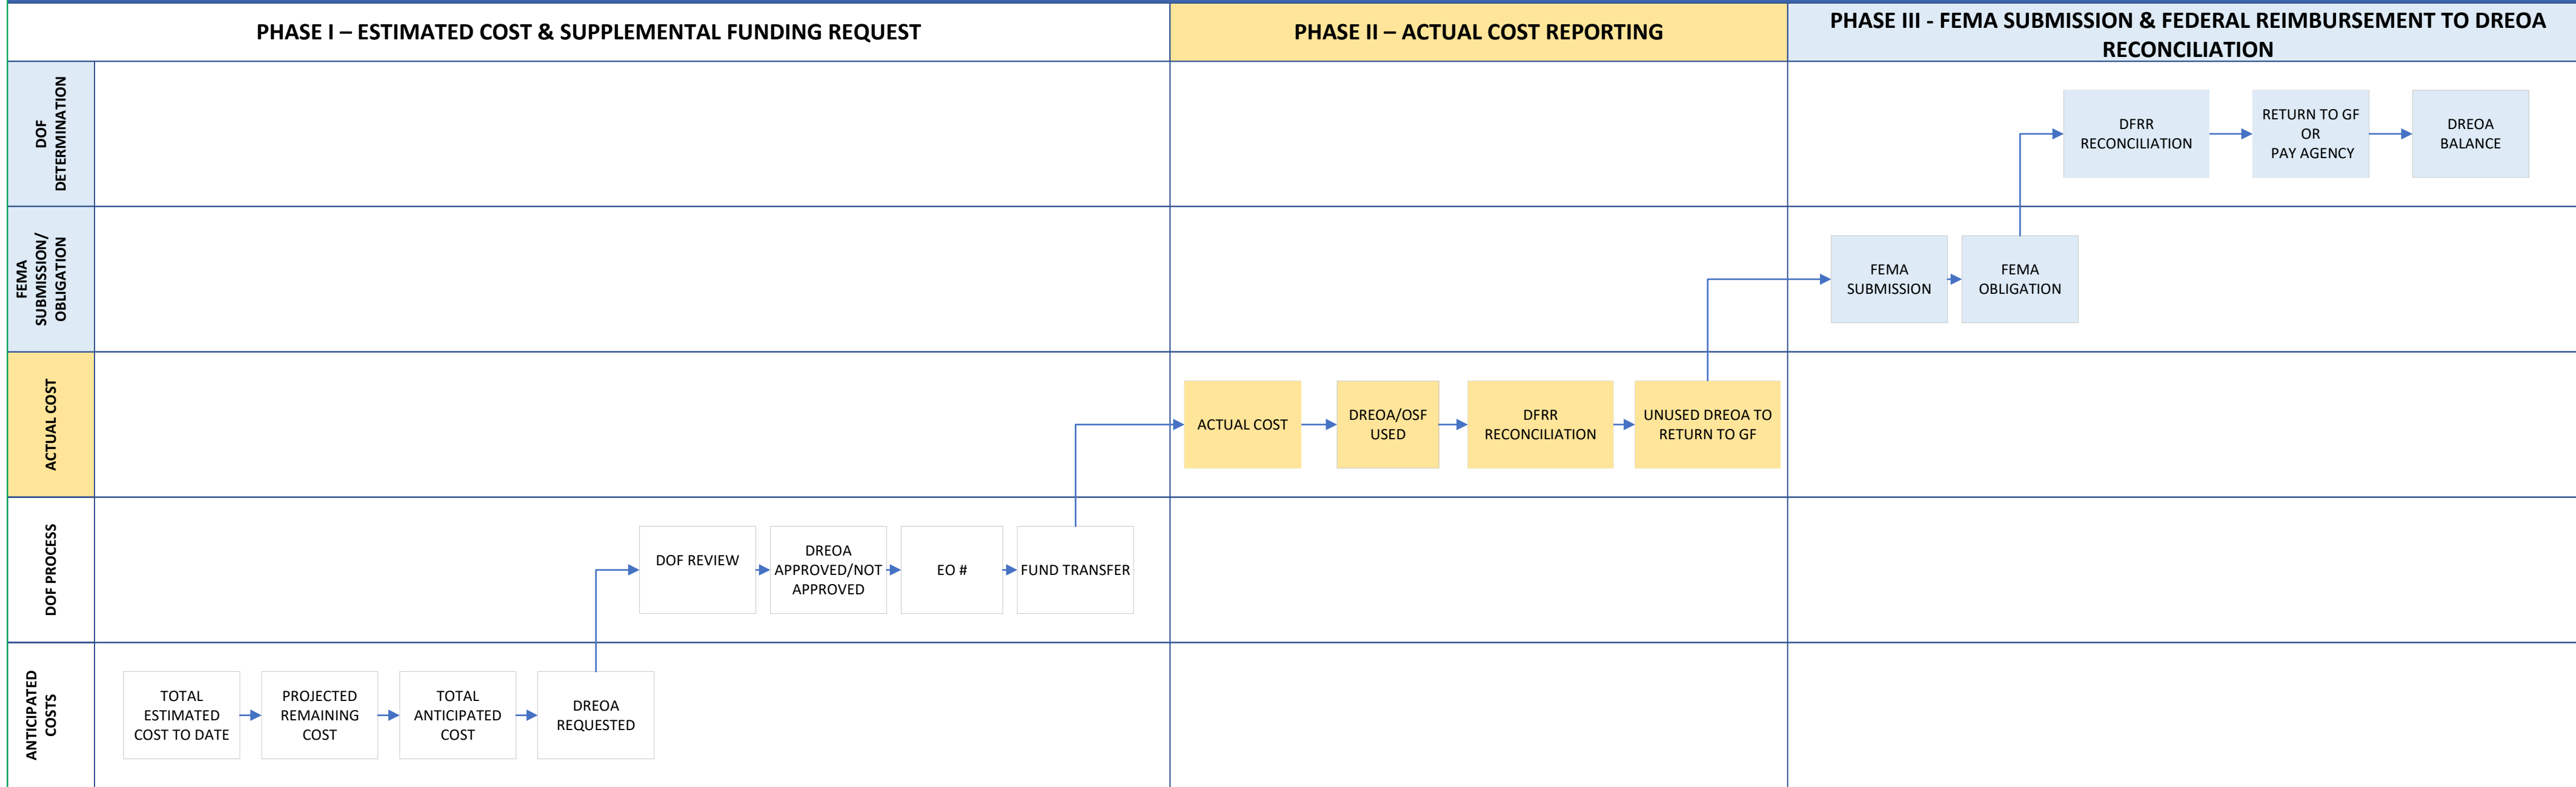 PHASE I – ESTIMATED COST & SUPPLEMENTAL FUNDING REQUEST
PHASE II – ACTUAL COST REPORTING
PHASE III - FEMA SUBMISSION & FEDERAL REIMBURSEMENT TO DREOA
RECONCILIATION
DOF
DETERMINATION
DFRR
RECONCILIATION
RETURN TO GF
OR
PAY AGENCY
DREOA
BALANCE
FEMA
SUBMISSION/
OBLIGATION
FEMA
SUBMISSION
FEMA
OBLIGATION
ACTUAL COST
ACTUAL COST
DREOA/OSF
USED
DFRR
RECONCILIATION
UNUSED DREOA TO
RETURN TO GF
DOF PROCESS
DOF REVIEW
DREOA
APPROVED/NOT
APPROVED
EO #
FUND TRANSFER
ANTICIPATED
COSTS
TOTAL
ESTIMATED
COST TO DATE
PROJECTED
REMAINING
COST
TOTAL
ANTICIPATED
COST
DREOA
REQUESTED